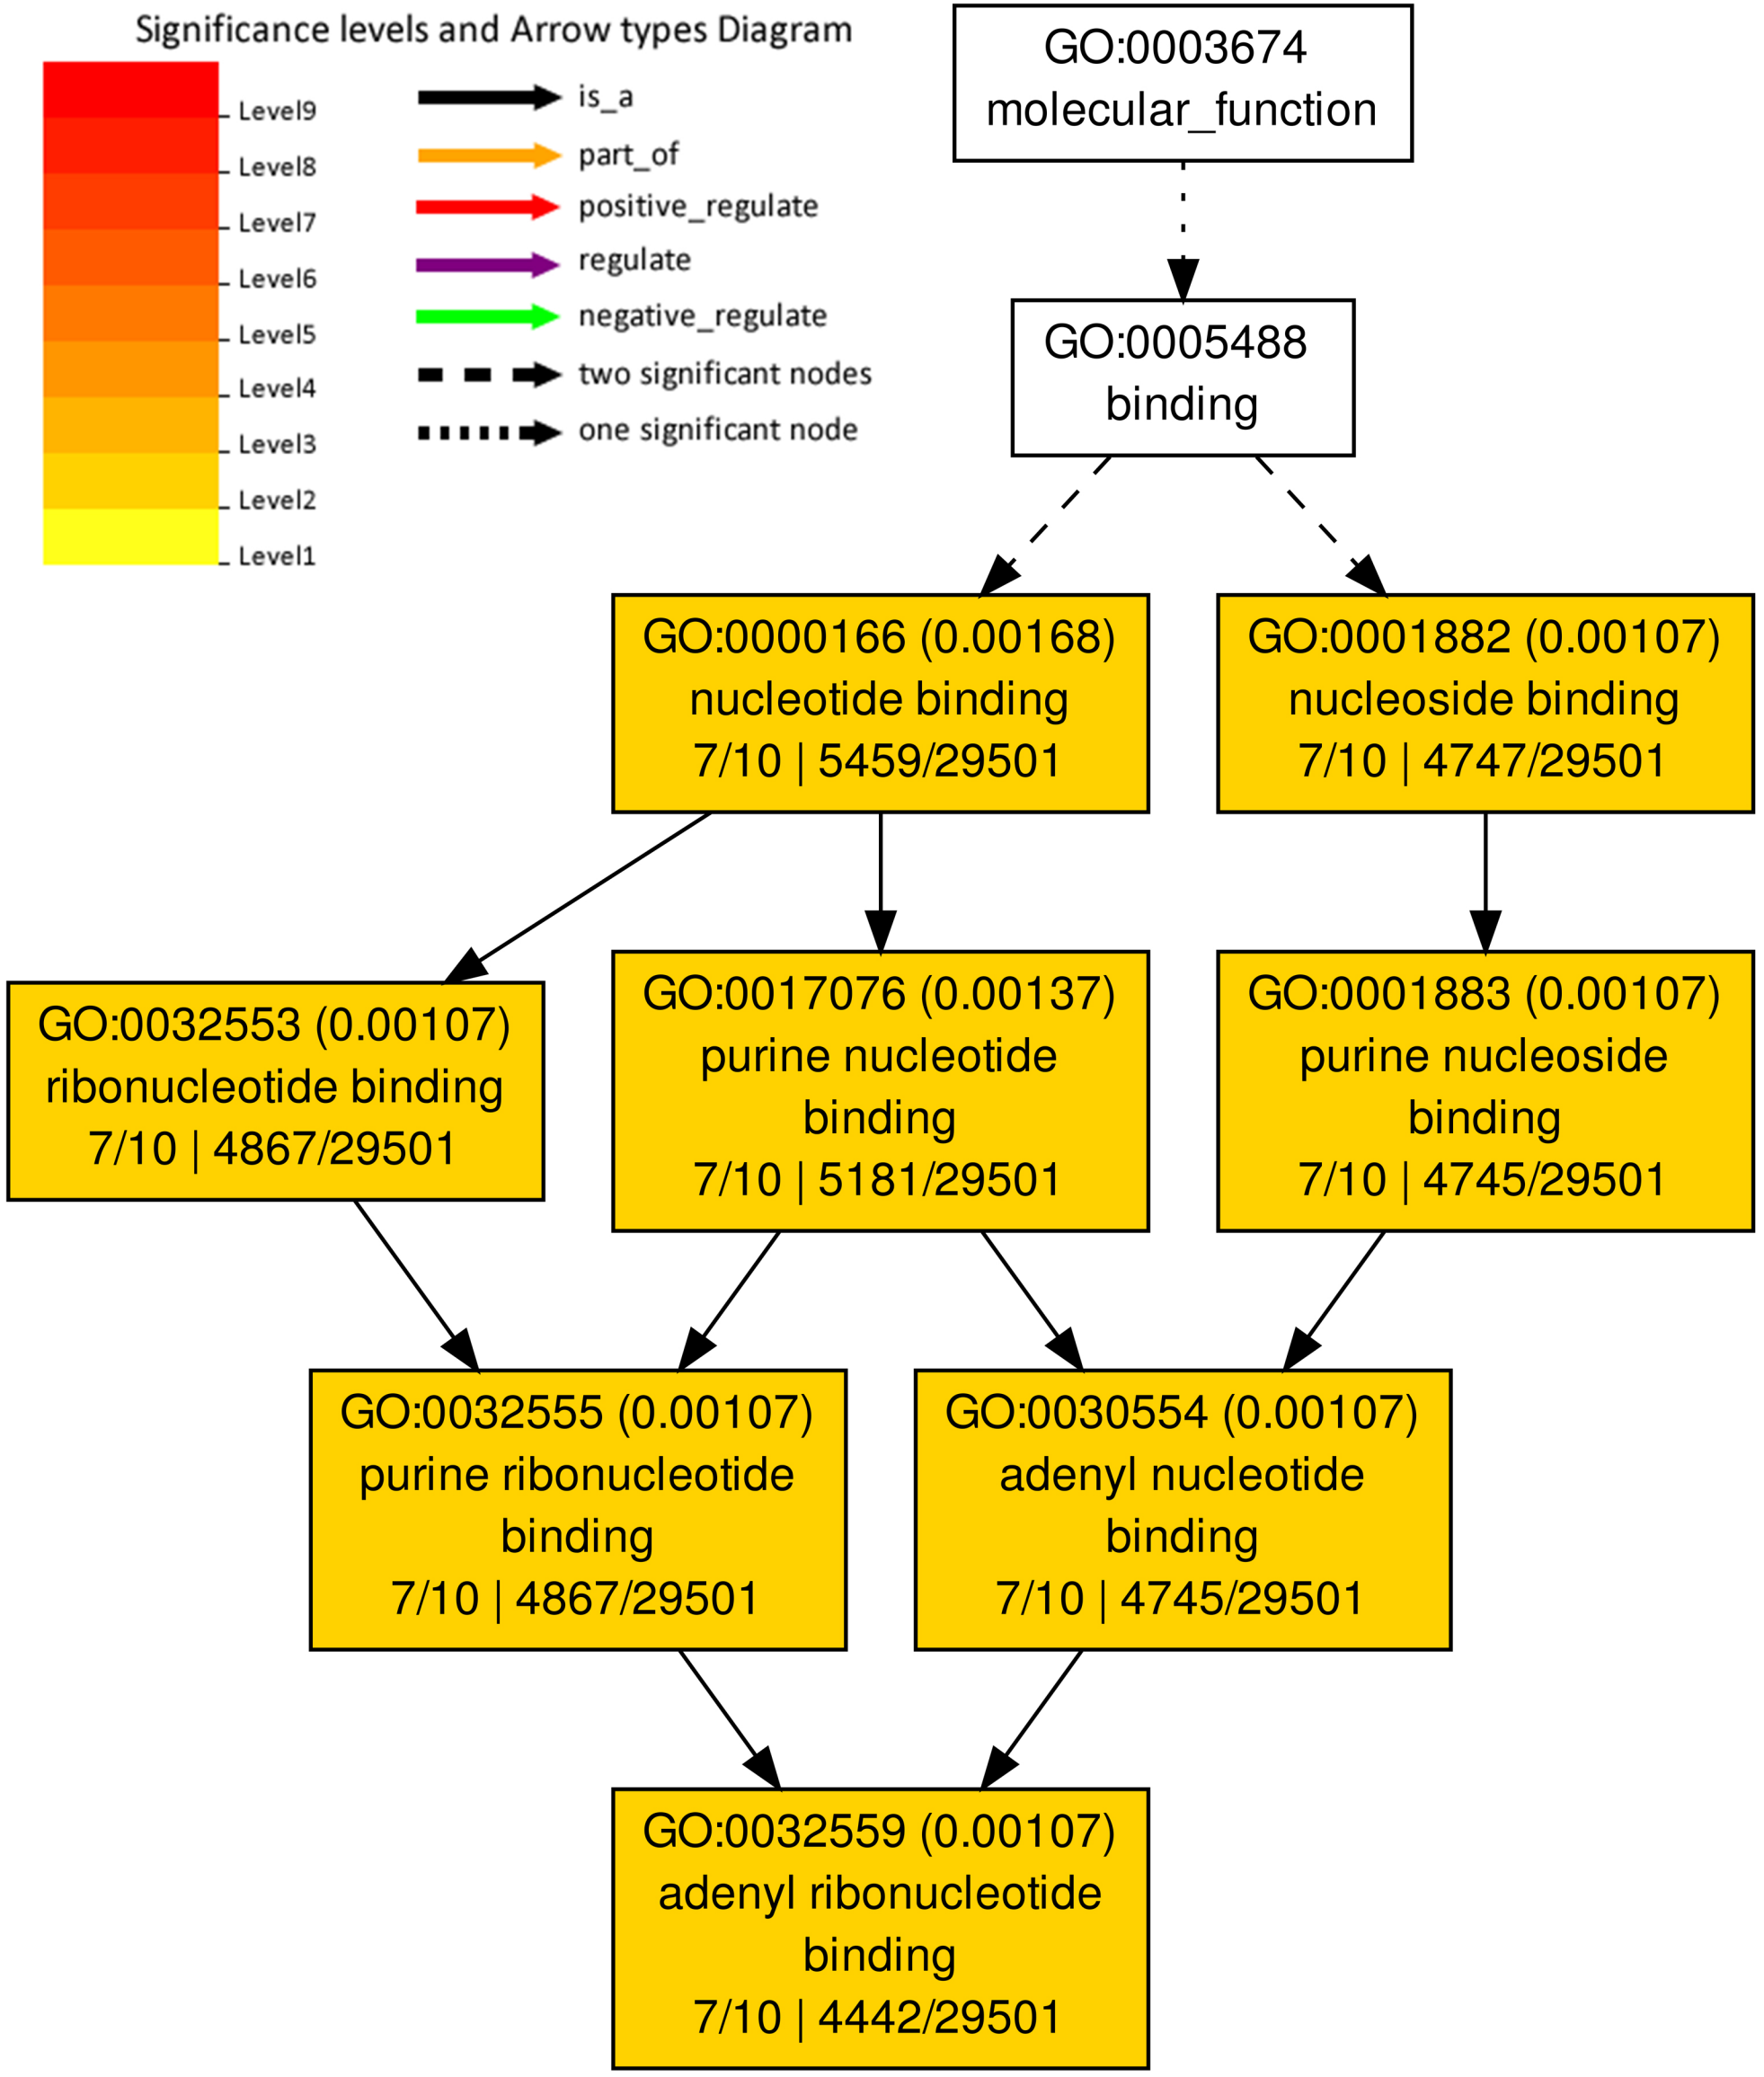 Significance levels and Arrow types Diagram
Level9
Level8
Level7
Level6
Level5
Level4
Level3
Level2
Level1
is_a
part_of
positive_regulate
regulate
negative_regulate
two significant nodes
one significant node
GO:0003674
molecular_function
GO:0005488
binding
GO:0000166 (0.00168)
nucleotide binding
7/10 | 5459/29501
GO:0001882 (0.00107)
nucleoside binding
7/10 | 4747/29501
GO:0032553 (0.00107)
ribonucleotide binding
7/10 | 4867/29501
GO:0017076 (0.00137)
purine nucleotide
binding
7/10 | 5181/29501
GO:0001883 (0.00107)
purine nucleoside
binding
7/10 | 4745/29501
GO:0032555 (0.00107)
purine ribonucleotide
binding
7/10 | 4867/29501
GO:0030554 (0.00107)
adenyl nucleotide
binding
7/10 | 4745/29501
GO:0032559 (0.00107)
adenyl ribonucleotide
binding
7/10 | 4442/29501